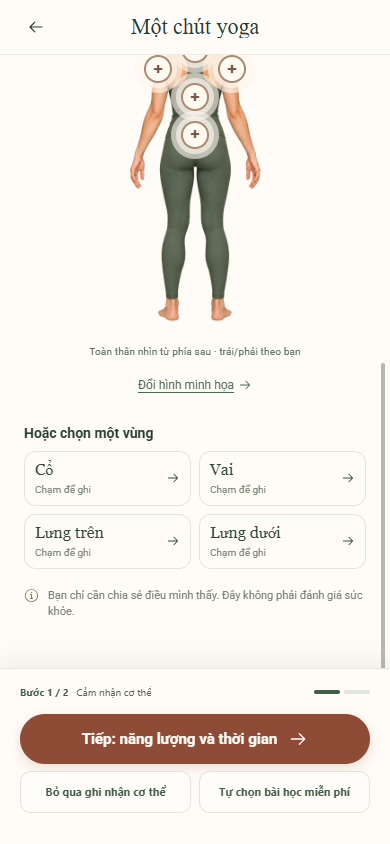 Một chút yoga
Toàn thân nhìn từ phía sau · trái/phải theo bạn
Đổi hình minh họa
Hoặc chọn một vùng
Cổ
Chạm để ghi
Vai
Chạm để ghi
Lưng trên
Chạm để ghi
Lưng dưới
Chạm để ghi
Bạn chỉ cần chia sẻ điều mình thấy. Đây không phải đánh giá sức
khỏe.
Bước 1 / 2 Cảm nhận cơ thể
Tiếp: năng lượng và thời gian
Bỏ qua ghi nhận cơ thể
Tự chọn bài học miễn phí